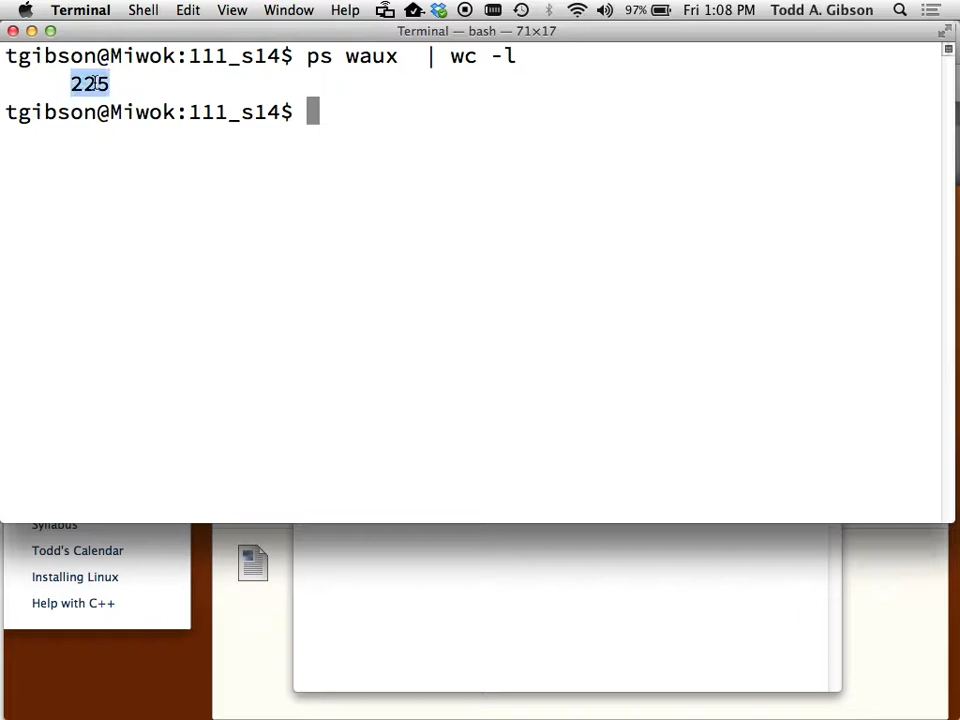 Terminal Shell Edit View Window Help 97% Fri 1:08 PM Todd A. Gibson
Terminal — bash — 71×17
tgibson@Miwok:111_s14$ ps waux  | wc -l
225
tgibson@Miwok:111_s14$
Syllabus
Todd's Calendar
Installing Linux
Help with C++